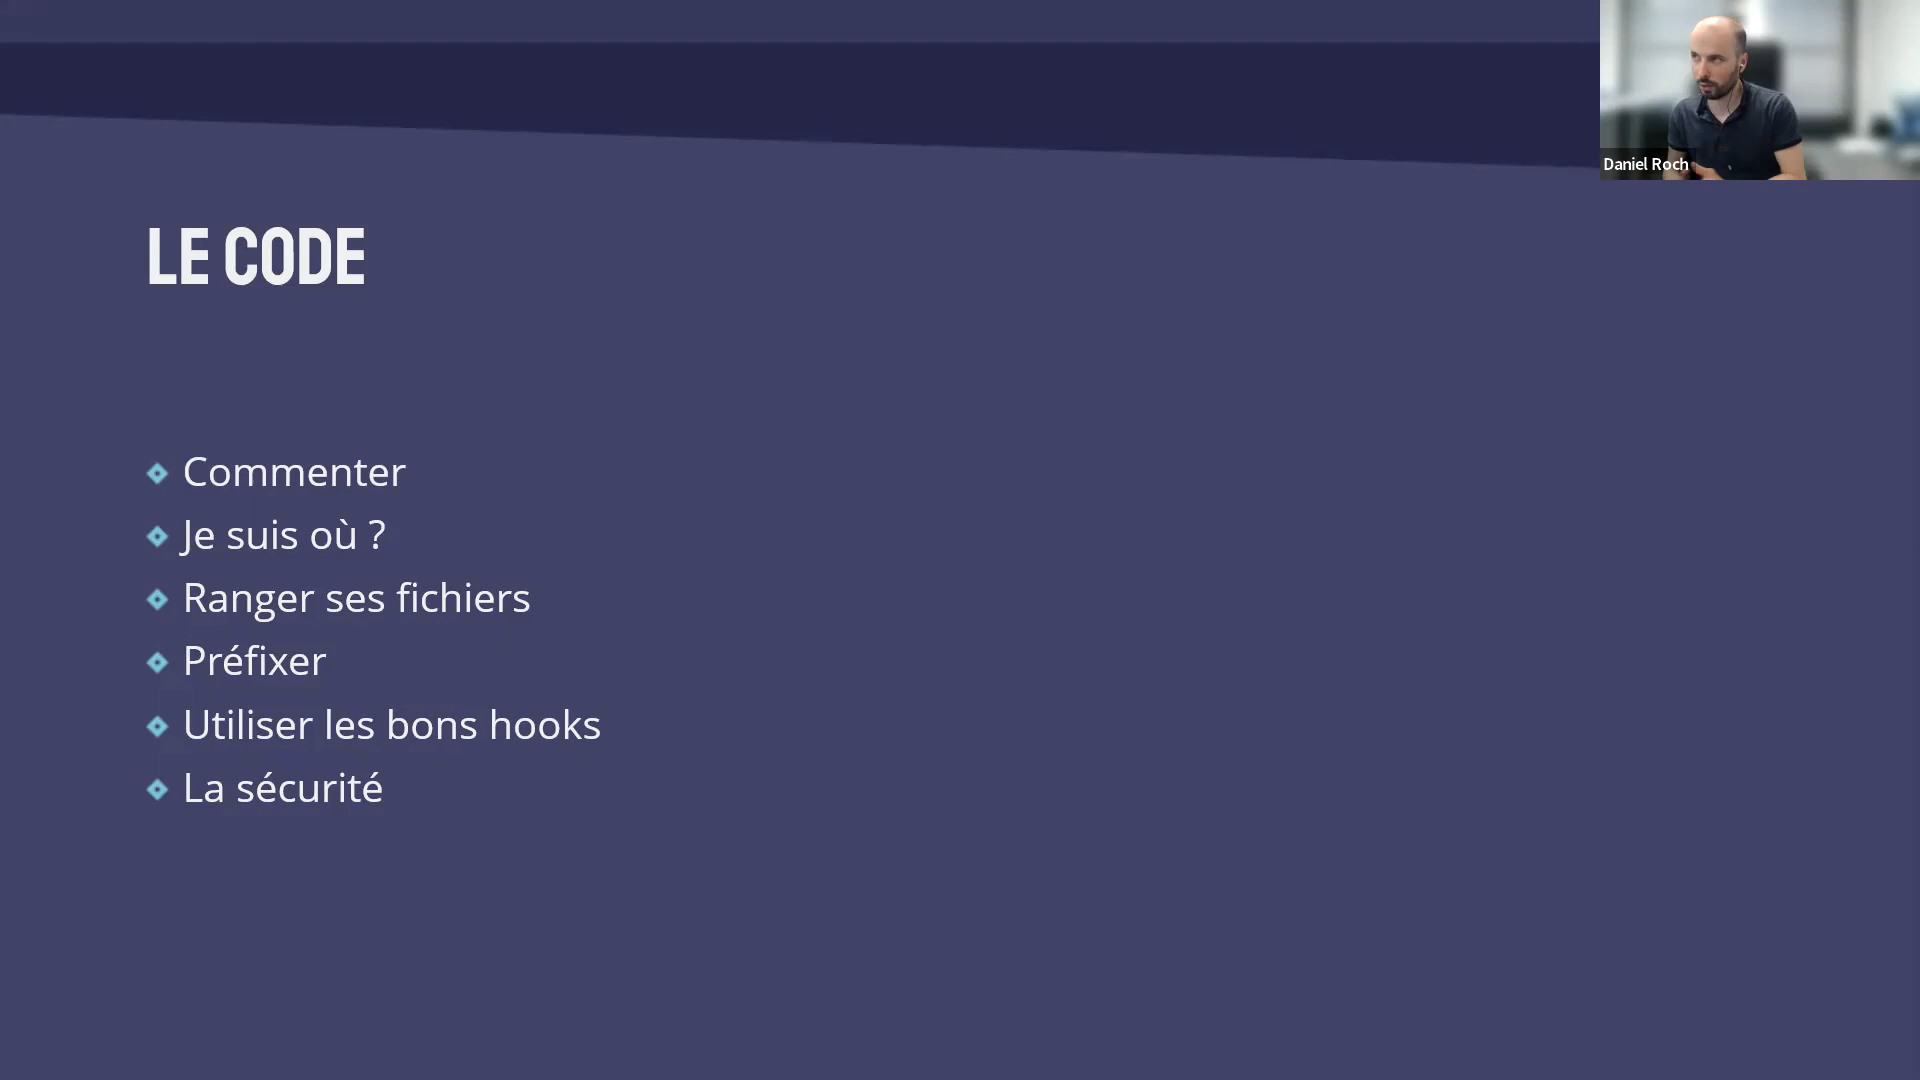 Daniel Roch
LE CODE
Commenter
Je suis où ?
Ranger ses fichiers
Préfixer
Utiliser les bons hooks
La sécurité